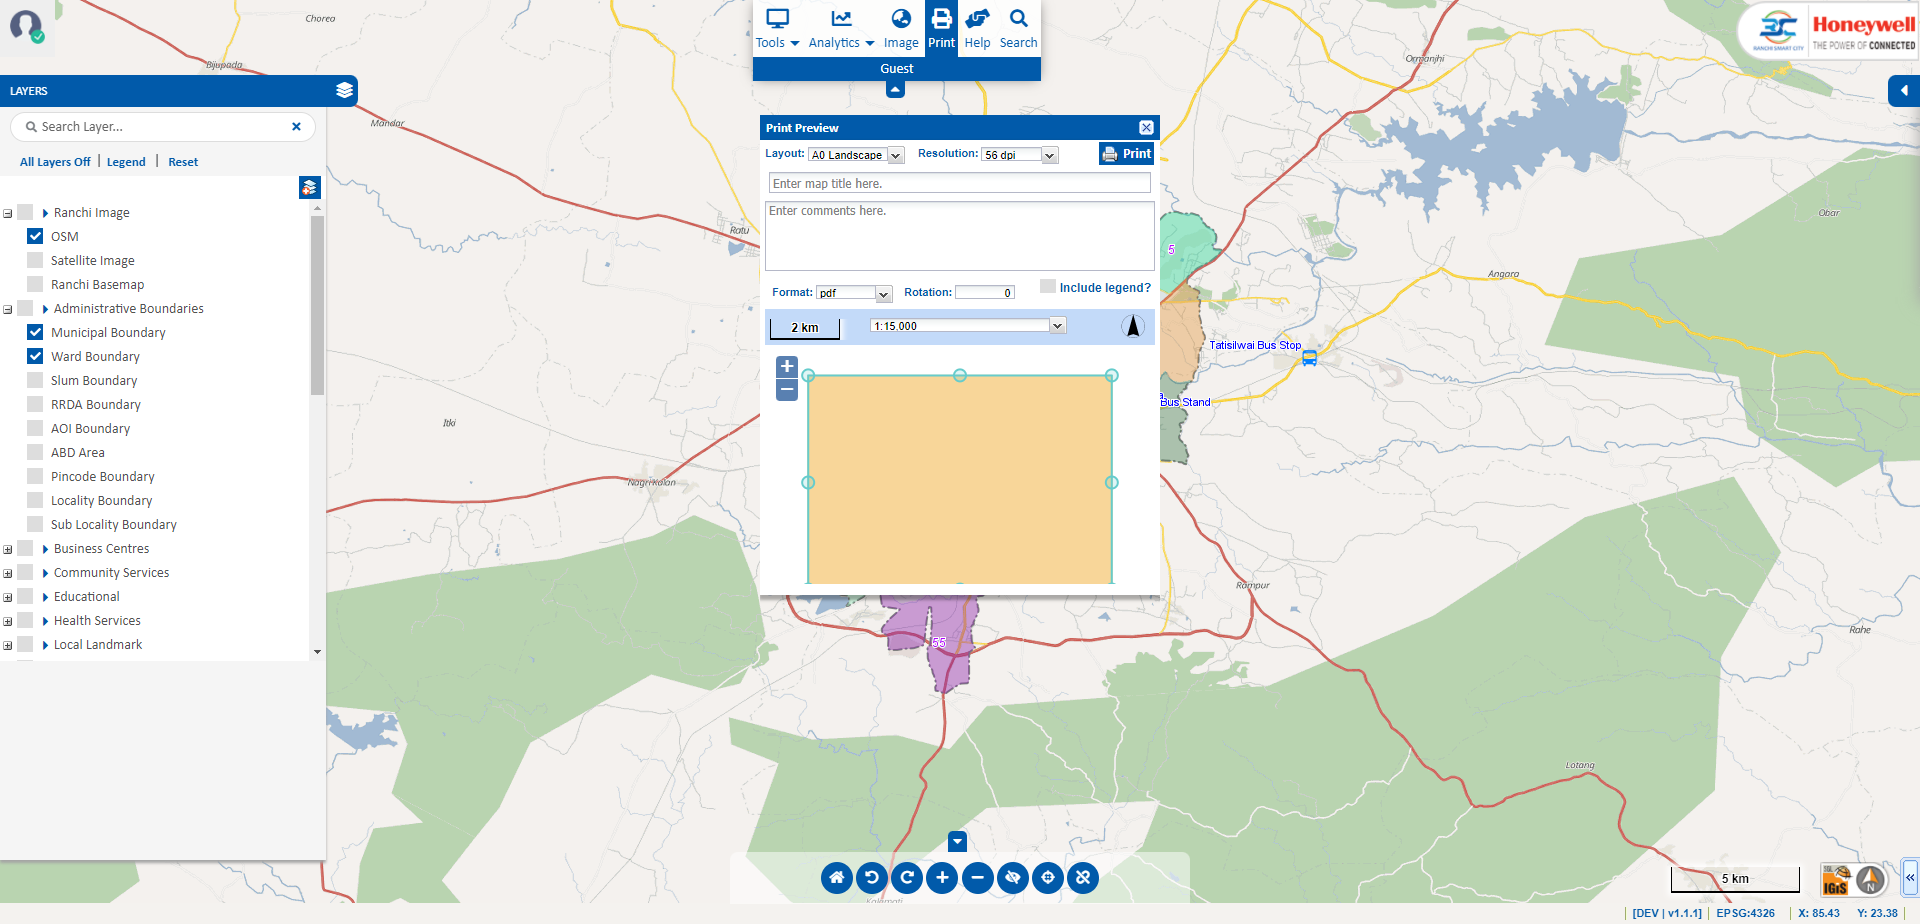 Chorea
Bijupada
Mandar
Ratu
Itki
Nagri Kalan
Tools
Analytics
Image
Print
Help
Search
Guest
Ormanjhi
RANCHI SMART CITY
Honeywell
THE POWER OF CONNECTED
LAYERS
Search Layer...
All Layers Off | Legend | Reset
Ranchi Image
OSM
Satellite Image
Ranchi Basemap
Administrative Boundaries
Municipal Boundary
Ward Boundary
Slum Boundary
RRDA Boundary
AOI Boundary
ABD Area
Pincode Boundary
Locality Boundary
Sub Locality Boundary
Business Centres
Community Services
Educational
Health Services
Local Landmark
Print Preview
Layout: A0 Landscape Resolution: 56 dpi Print
Enter map title here.
Enter comments here.
Format: pdf Rotation: 0 Include legend?
2 km 1:15,000
5
Obar
Angara
Tatisilwai Bus Stop
Bus Stand
55
Rampur
Rahe
Lotang
Kalamati
5 km
IGiS
N
[DEV | v1.1.1] EPSG:4326 X: 85.43 Y: 23.38